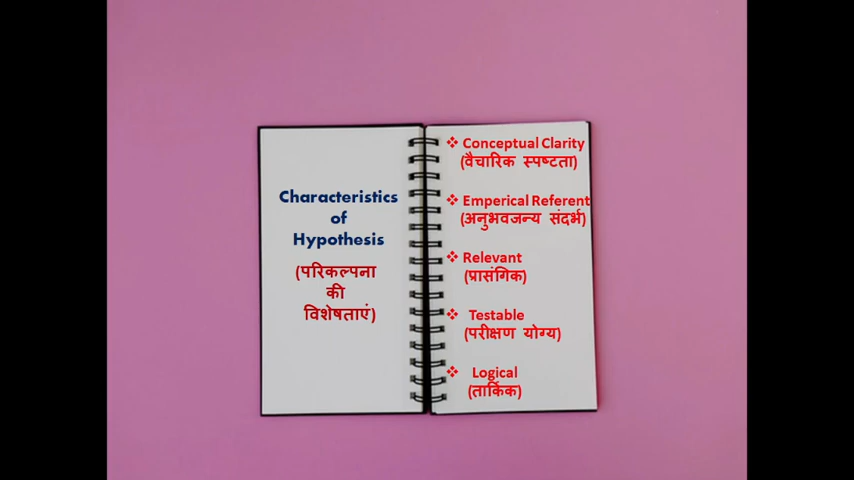 Characteristics
of
Hypothesis
(परिकल्पना
की
विशेषताएं)
❖ Conceptual Clarity
(वैचारिक स्पष्टता)
❖ Emperical Referent
(अनुभवजन्य संदर्भ)
❖ Relevant
(प्रासंगिक)
❖ Testable
(परीक्षण योग्य)
❖ Logical
(तार्किक)